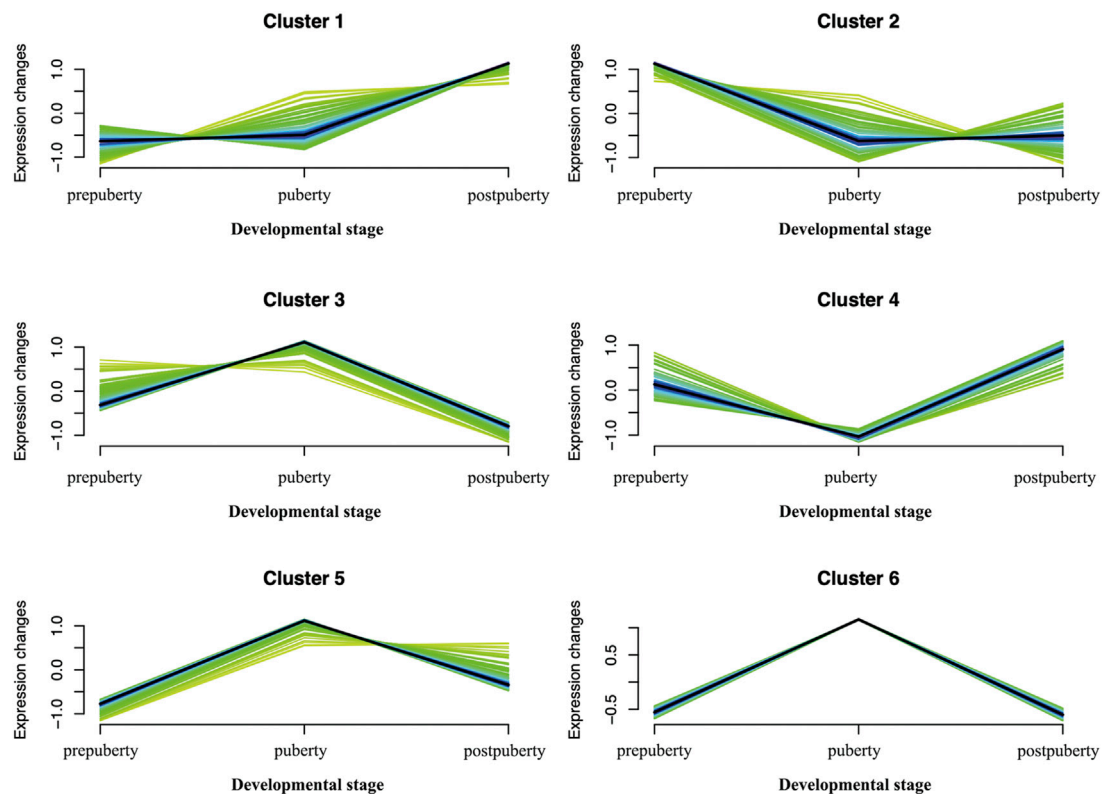 Cluster 1
Expression changes
1.0
0.0
−1.0
prepuberty puberty postpuberty
Developmental stage
Cluster 2
Expression changes
1.0
0.0
−1.0
prepuberty puberty postpuberty
Developmental stage
Cluster 3
Expression changes
1.0
0.0
−1.0
prepuberty puberty postpuberty
Developmental stage
Cluster 4
Expression changes
1.0
0.0
−1.0
prepuberty puberty postpuberty
Developmental stage
Cluster 5
Expression changes
1.0
0.0
−1.0
prepuberty puberty postpuberty
Developmental stage
Cluster 6
Expression changes
0.5
−0.5
prepuberty puberty postpuberty
Developmental stage